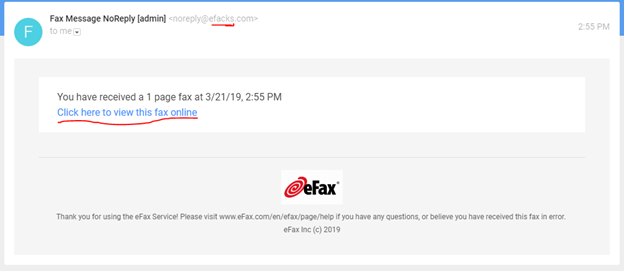 Fax Message NoReply [admin] <noreply@efacks.com>
2:55 PM
F
to me
You have received a 1 page fax at 3/21/19, 2:55 PM
Click here to view this fax online
eFax®
Thank you for using the eFax Service! Please visit www.eFax.com/en/efax/page/help if you have any questions, or believe you have received this fax in error.
eFax Inc (c) 2019